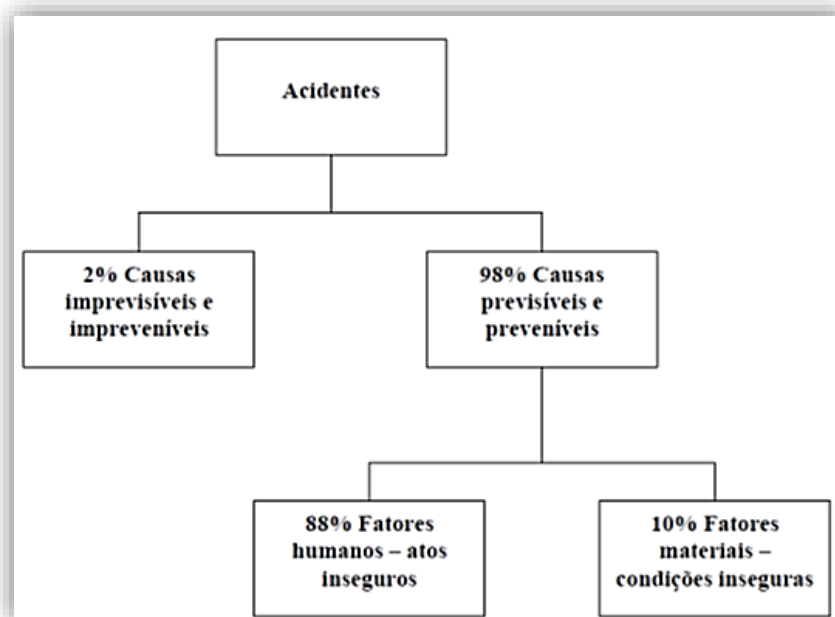 Acidentes
2% Causas
imprevisíveis e
impreveníveis
98% Causas
previsíveis e
preveníveis
88% Fatores
humanos – atos
inseguros
10% Fatores
materiais –
condições inseguras